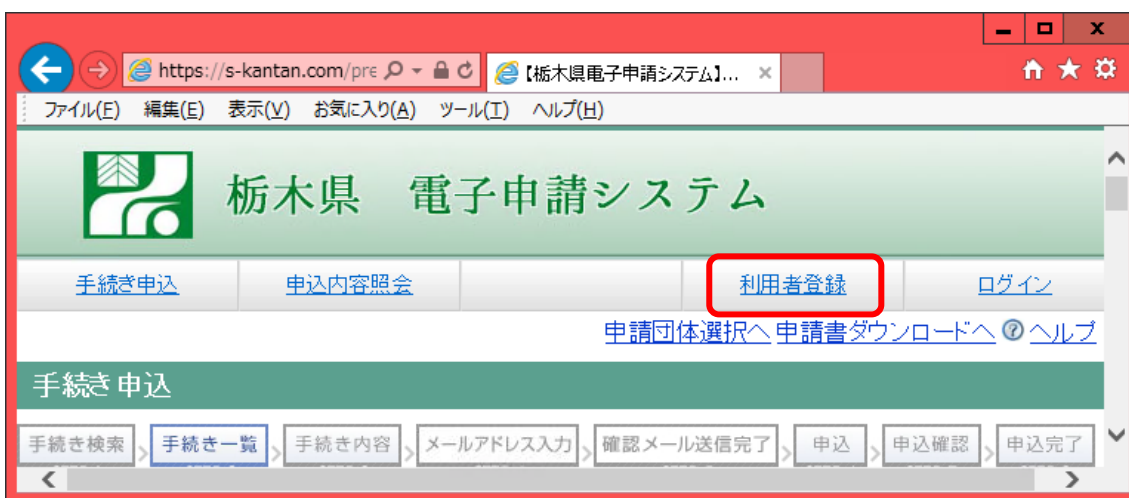 https://s-kantan.com/pre
【栃木県電子申請システム】... ×
ファイル(F) 編集(E) 表示(V) お気に入り(A) ツール(T) ヘルプ(H)
栃木県 電子申請システム
手続き申込 申込内容照会 利用者登録 ログイン
申請団体選択へ 申請書ダウンロードへ ? ヘルプ
手続き申込
手続き検索 > 手続き一覧 > 手続き内容 > メールアドレス入力 > 確認メール送信完了 > 申込 > 申込確認 > 申込完了